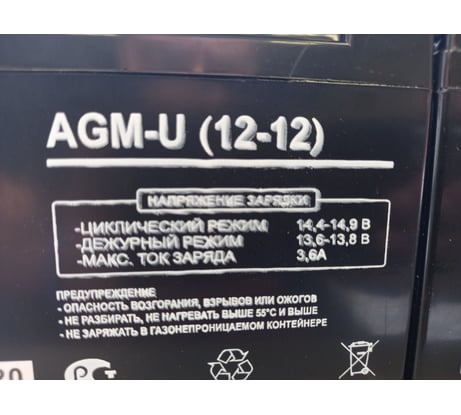 AGM-U (12-12)
НАПРЯЖЕНИЕ ЗАРЯДКИ
-ЦИКЛИЧЕСКИЙ РЕЖИМ 14,4-14,9 В
-ДЕЖУРНЫЙ РЕЖИМ 13,6-13,8 В
-МАКС. ТОК ЗАРЯДА 3,6А
ПРЕДУПРЕЖДЕНИЕ
- ОПАСНОСТЬ ВОЗГОРАНИЯ, ВЗРЫВОВ ИЛИ ОЖОГОВ
- НЕ РАЗБИРАТЬ, НЕ НАГРЕВАТЬ ВЫШЕ 55°С И ВЫШЕ
- НЕ ЗАРЯЖАТЬ В ГАЗОНЕПРОНИЦАЕМОМ КОНТЕЙНЕРЕ